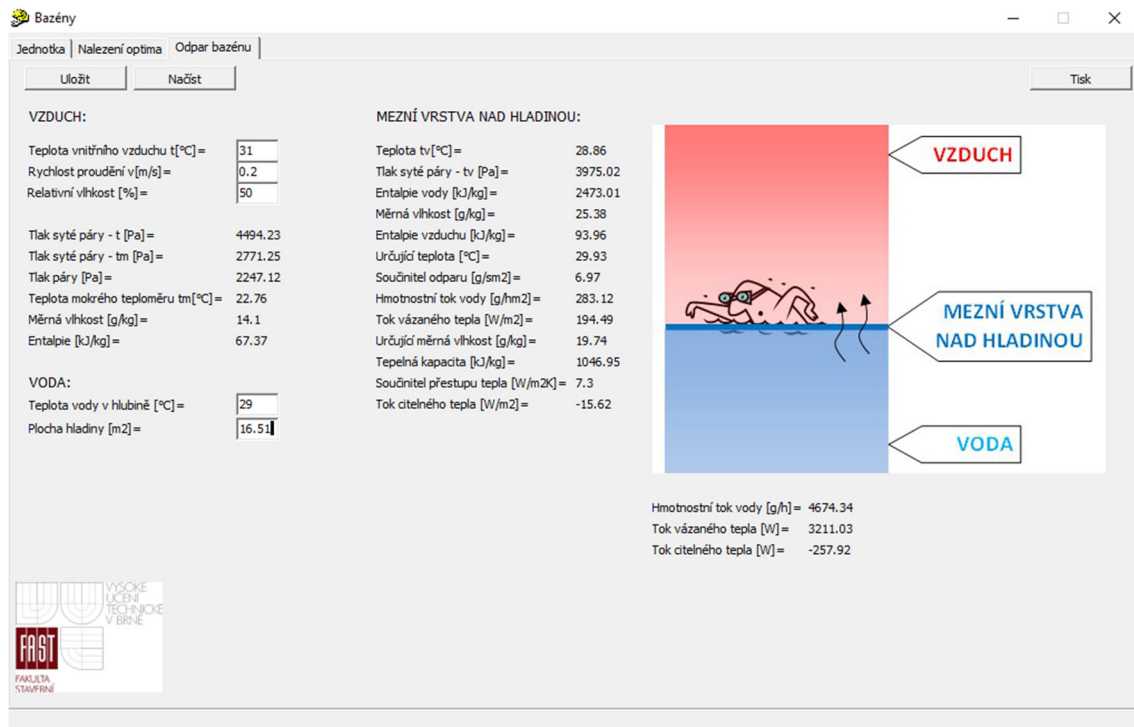 Bazény
Jednotka Nalezení optima Odpar bazénu
Uložit Načíst Tisk
VZDUCH:
Teplota vnitřního vzduchu t[°C]= 31
Rychlost proudění v[m/s]= 0.2
Relativní vlhkost [%]= 50
Tlak syté páry - t [Pa]= 4494.23
Tlak syté páry - tm [Pa]= 2771.25
Tlak páry [Pa]= 2247.12
Teplota mokrého teploměru tm[°C]= 22.76
Měrná vlhkost [g/kg]= 14.1
Entalpie [kJ/kg]= 67.37
VODA:
Teplota vody v hlubině [°C]= 29
Plocha hladiny [m2]= 16.51
MEZNÍ VRSTVA NAD HLADINOU:
Teplota tv[°C]= 28.86
Tlak syté páry - tv [Pa]= 3975.02
Entalpie vody [kJ/kg]= 2473.01
Měrná vlhkost [g/kg]= 25.38
Entalpie vzduchu [kJ/kg]= 93.96
Určující teplota [°C]= 29.93
Součinitel odparu [g/sm2]= 6.97
Hmotnostní tok vody [g/hm2]= 283.12
Tok vázaného tepla [W/m2]= 194.49
Určující měrná vlhkost [g/kg]= 19.74
Tepelná kapacita [kJ/kg]= 1046.95
Součinitel přestupu tepla [W/m2K]= 7.3
Tok citelného tepla [W/m2]= -15.62
VZDUCH
MEZNÍ VRSTVA
NAD HLADINOU
VODA
Hmotnostní tok vody [g/h]= 4674.34
Tok vázaného tepla [W]= 3211.03
Tok citelného tepla [W]= -257.92
VYSOKÉ
UČENÍ
TECHNICKÉ
V BRNĚ
FAST
FAKULTA
STAVEBNÍ